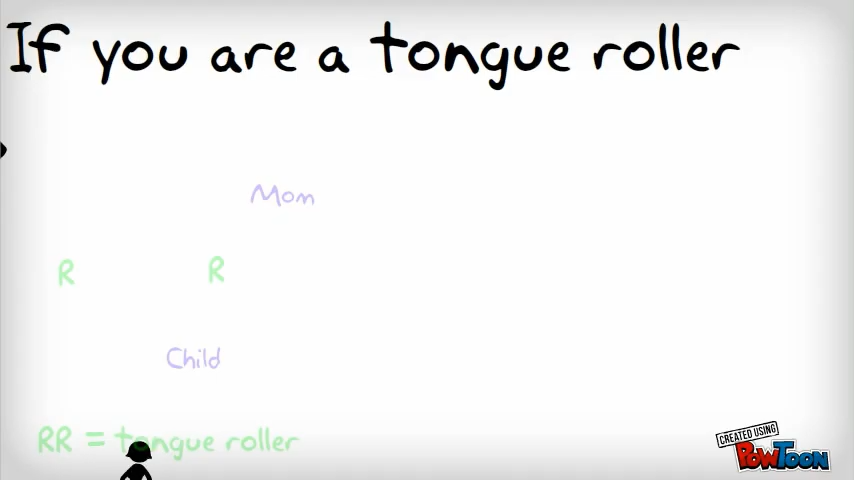 If you are a tongue roller
Mom
R R
Child
RR = tongue roller
CREATED USING
POWTOON